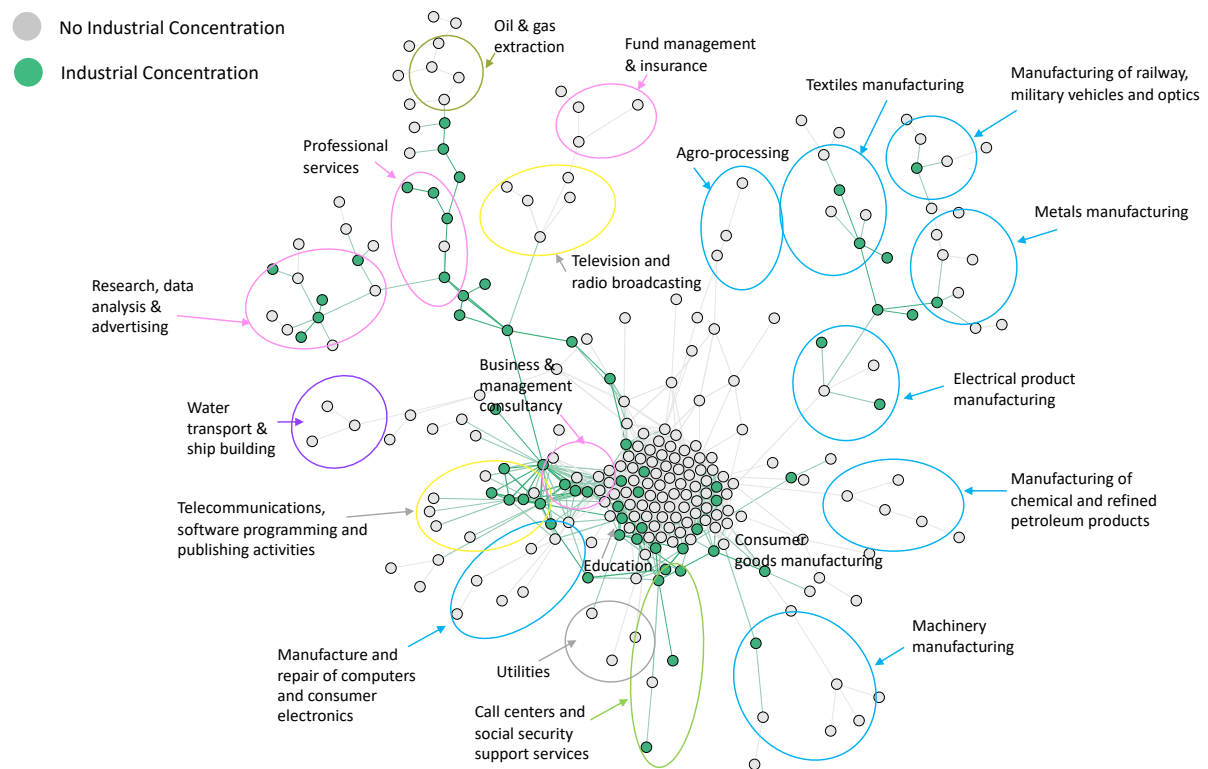 No Industrial Concentration
Industrial Concentration
Oil & gas
extraction
Fund management
& insurance
Textiles manufacturing
Manufacturing of railway,
military vehicles and optics
Professional
services
Agro-processing
Metals manufacturing
Television and
radio broadcasting
Research, data
analysis &
advertising
Business &
management
consultancy
Electrical product
manufacturing
Water
transport &
ship building
Telecommunications,
software programming and
publishing activities
Manufacturing of
chemical and refined
petroleum products
Consumer
goods manufacturing
Education
Machinery
manufacturing
Manufacture and
repair of computers
and consumer
electronics
Utilities
Call centers and
social security
support services